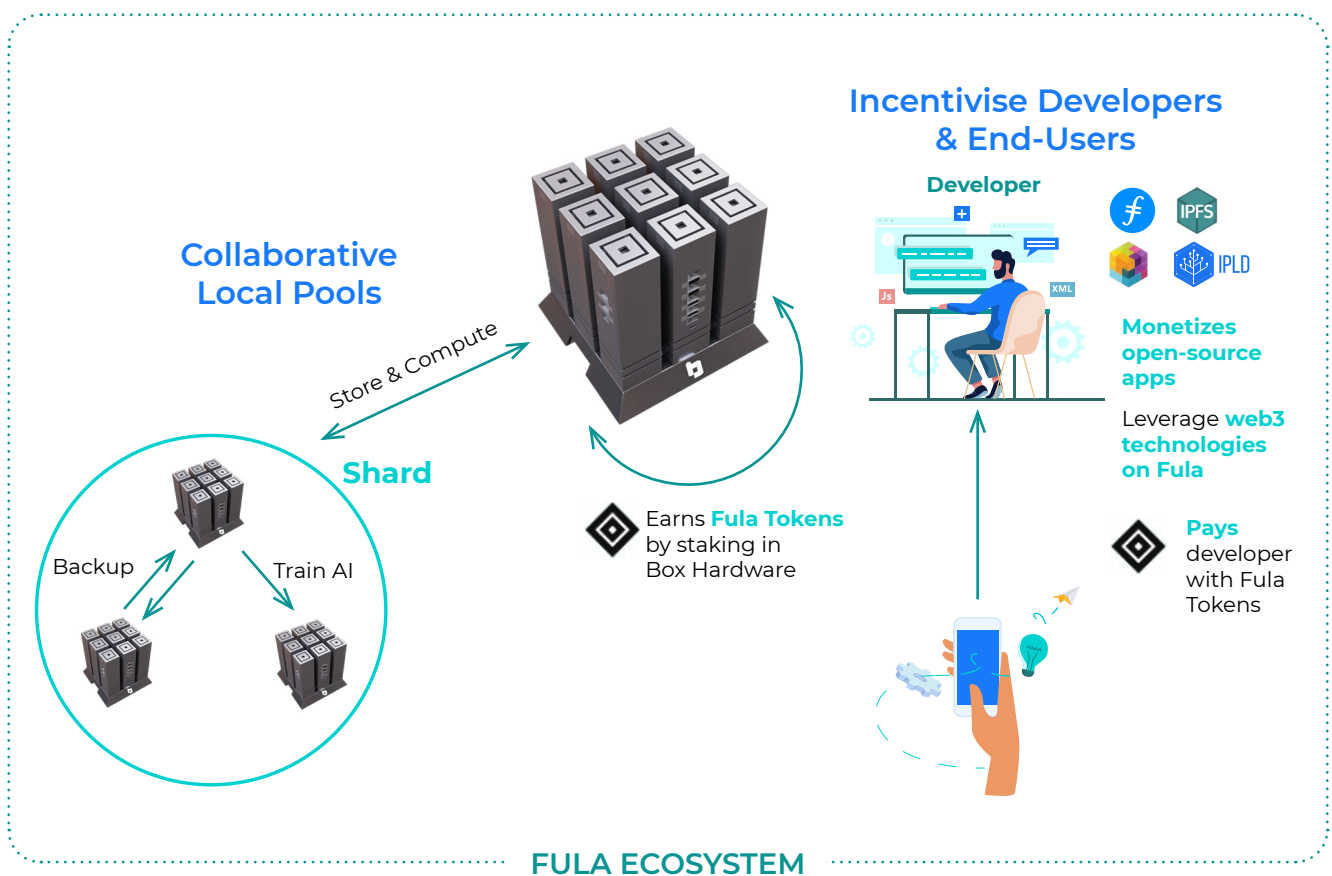 Incentivise Developers
& End-Users
Developer
Js
XML
IPFS
IPLD
Collaborative
Local Pools
Store & Compute
Monetizes
open-source
apps
Leverage web3
technologies
on Fula
Shard
Backup
Train AI
Earns Fula Tokens
by staking in
Box Hardware
Pays
developer
with Fula
Tokens
FULA ECOSYSTEM